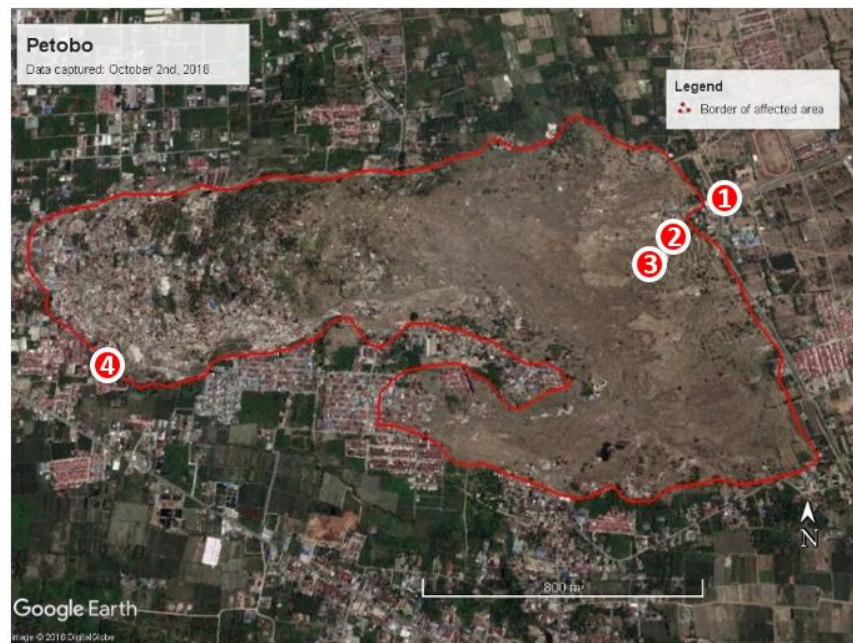 Petobo
Data captured: October 2nd, 2018
Legend
Border of affected area
1
2
3
4
N
800 m
Google Earth
image © 2018 DigitalGlobe